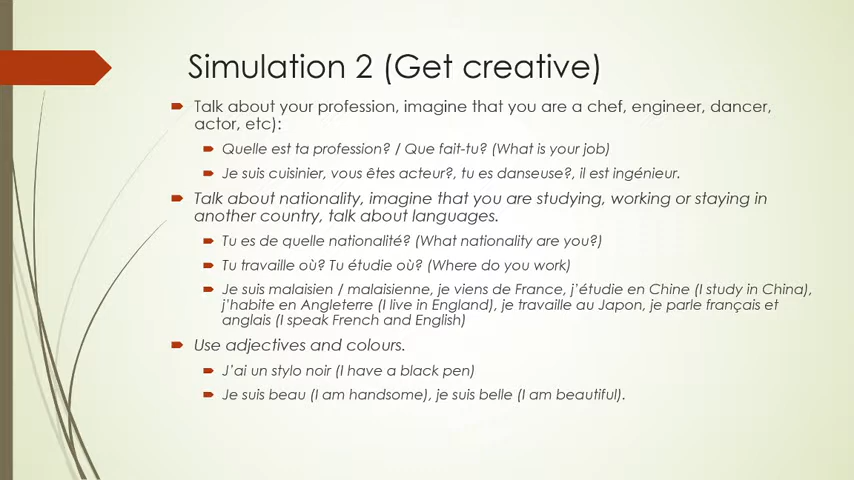 Simulation 2 (Get creative)
Talk about your profession, imagine that you are a chef, engineer, dancer,
actor, etc):
Quelle est ta profession? / Que fait-tu? (What is your job)
Je suis cuisinier, vous êtes acteur?, tu es danseuse?, il est ingénieur.
Talk about nationality, imagine that you are studying, working or staying in
another country, talk about languages.
Tu es de quelle nationalité? (What nationality are you?)
Tu travaille où? Tu étudie où? (Where do you work)
Je suis malaisien / malaisienne, je viens de France, j'étudie en Chine (I study in China),
j'habite en Angleterre (I live in England), je travaille au Japon, je parle français et
anglais (I speak French and English)
Use adjectives and colours.
J'ai un stylo noir (I have a black pen)
Je suis beau (I am handsome), je suis belle (I am beautiful).